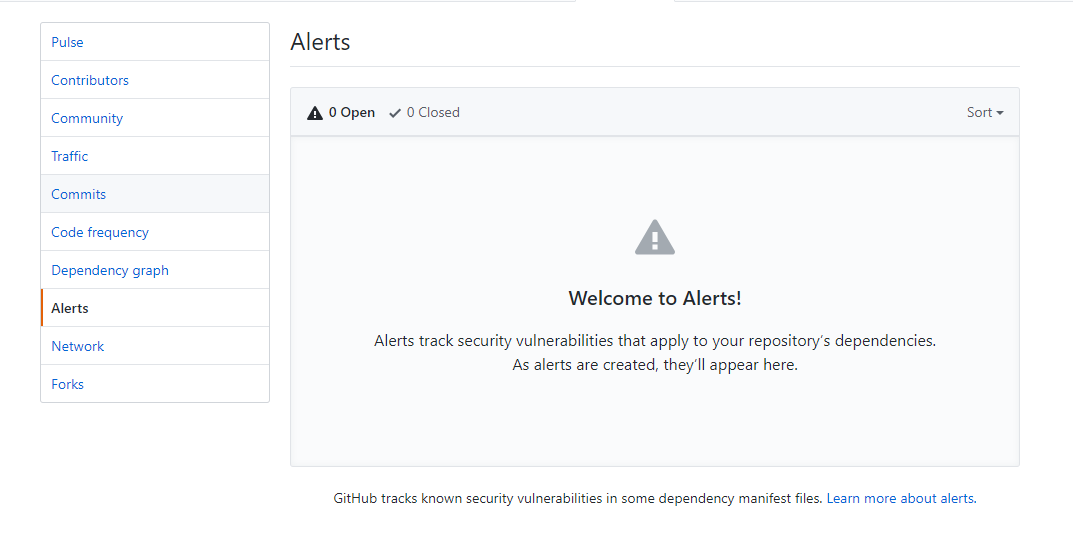 Pulse
Contributors
Community
Traffic
Commits
Code frequency
Dependency graph
Alerts
Network
Forks
Alerts
0 Open 0 Closed Sort
Welcome to Alerts!
Alerts track security vulnerabilities that apply to your repository’s dependencies.
As alerts are created, they’ll appear here.
GitHub tracks known security vulnerabilities in some dependency manifest files. Learn more about alerts.